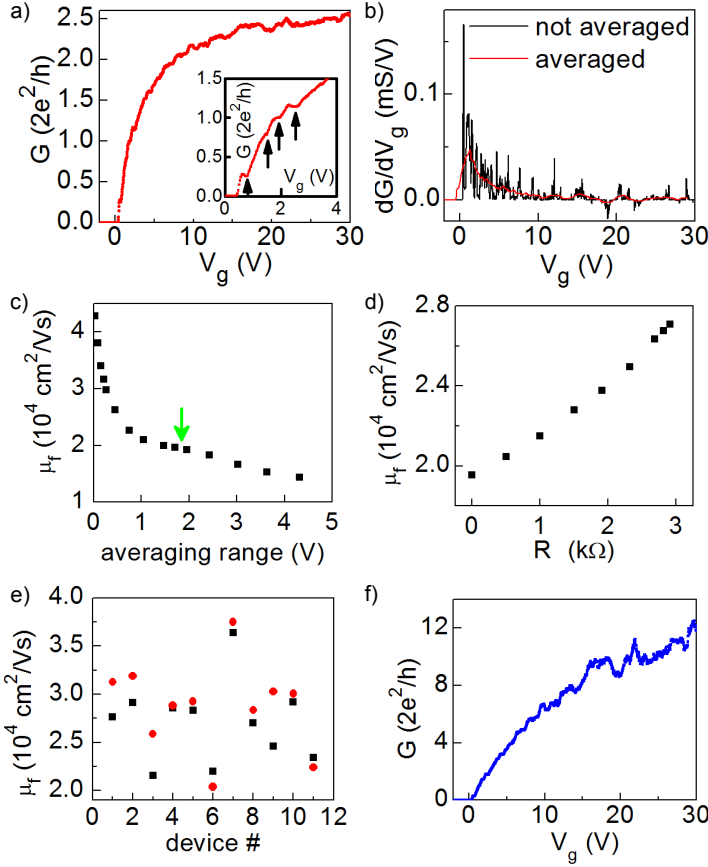 a)
G (2e²/h)
2.5
2.0
1.5
1.0
0.5
0.0
0
10
20
30
V_g (V)
G (2e²/h)
1.5
1.0
0.5
0.0
0
2
4
V_g (V)
b)
not averaged
averaged
dG/dV_g (mS/V)
0.1
0.0
0
10
20
30
V_g (V)
c)
μ_f (10⁴ cm²/Vs)
4
3
2
1
0
1
2
3
4
5
averaging range (V)
d)
μ_f (10⁴ cm²/Vs)
2.8
2.4
2.0
0
1
2
3
R (kΩ)
e)
μ_f (10⁴ cm²/Vs)
4.0
3.5
3.0
2.5
2.0
0
2
4
6
8
10
12
device #
f)
G (2e²/h)
12
8
4
0
0
10
20
30
V_g (V)